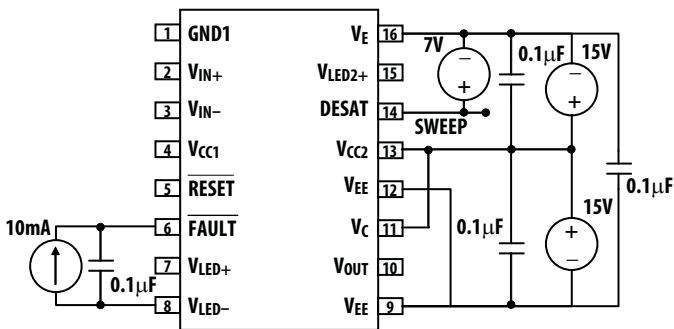 1 GND1
2 VIN+
3 VIN−
4 VCC1
5 RESET
6 FAULT
7 VLED+
8 VLED−
VE 16
VLED2+ 15
DESAT 14
VCC2 13
VEE 12
VC 11
VOUT 10
VEE 9
10mA
0.1µF
7V
−
+
SWEEP
0.1µF
15V
−
+
0.1µF
15V
+
−
0.1µF